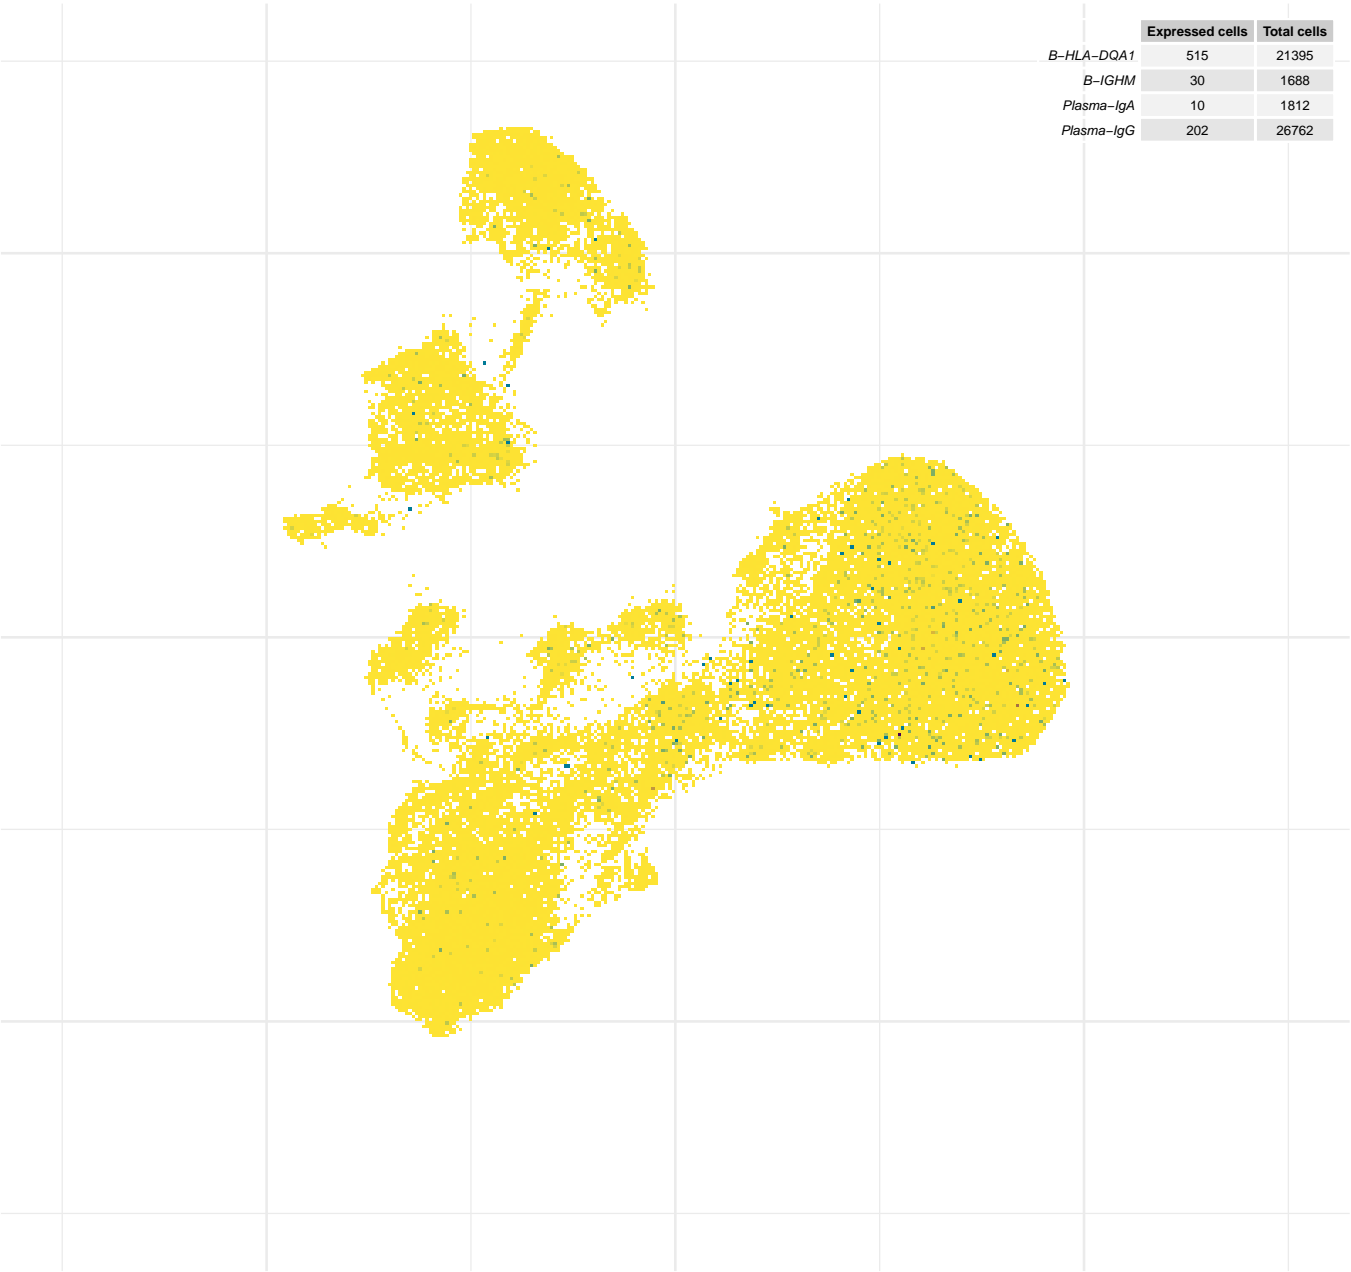 Expressed cells Total cells
B−HLA−DQA1 515 21395
B−IGHM 30 1688
Plasma−IgA 10 1812
Plasma−IgG 202 26762